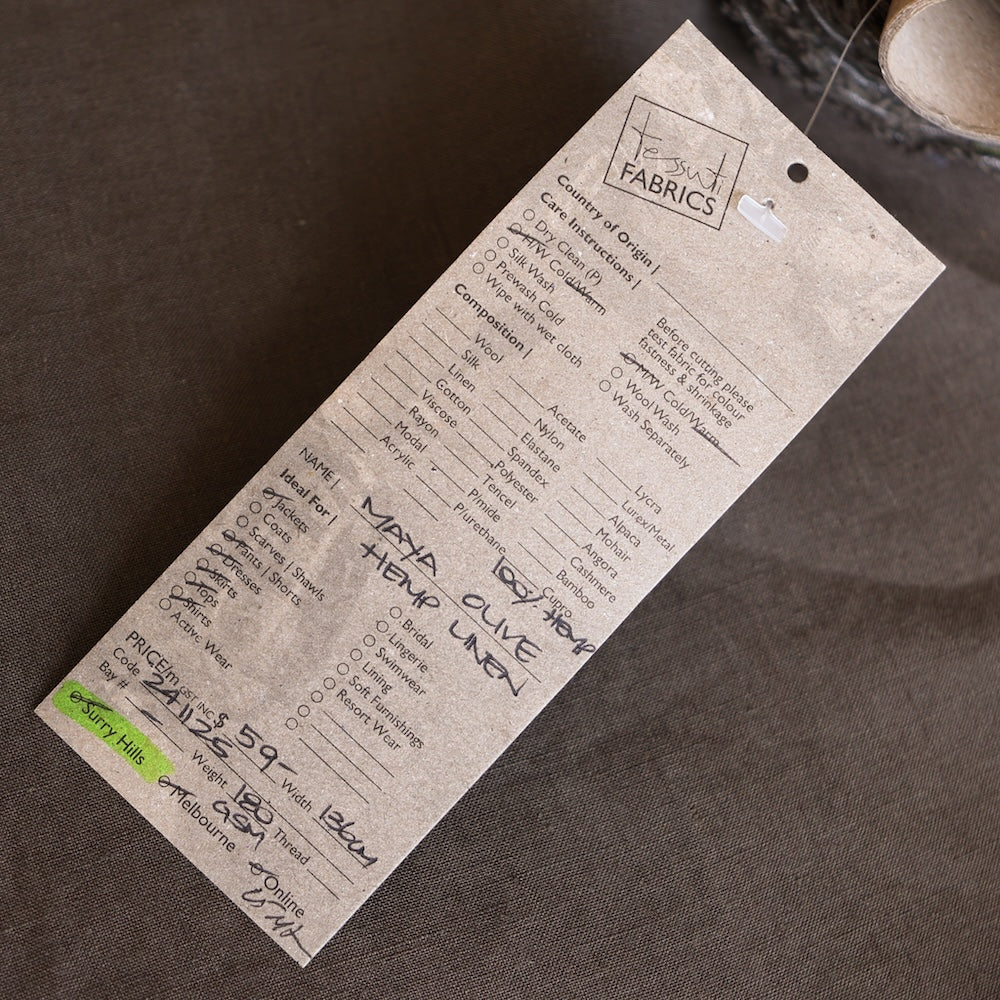 tessuti
FABRICS
Country of Origin |
Care Instructions |
Dry Clean (P)
H/W Cold/Warm
Silk Wash
Prewash Cold
Wipe with wet cloth
Before cutting please
test fabric for colour
fastness & shrinkage
M/W Cold/Warm
Wool Wash
Wash Separately
Composition |
Wool
Silk
Linen
Cotton
Viscose
Rayon
Modal
Acrylic
Acetate
Nylon
Elastane
Spandex
Polyester
Tencel
P/mide
P/urethane
Lycra
Lurex/Metal
Alpaca
Mohair
Angora
Cashmere
Bamboo
Cupro
100% HEMP
NAME | MAYA OLIVE
HEMP LINEN
Ideal For |
Jackets
Coats
Scarves | Shawls
Pants | Shorts
Dresses
Skirts
Tops
Shirts
Active Wear
Bridal
Lingerie
Swimwear
Lining
Soft Furnishings
Resort Wear
PRICE/m GST INC $ 59-
Code 241125
Width 136cm
Bay # -
Weight 180 GSM
Thread
Surry Hills
Melbourne
Online